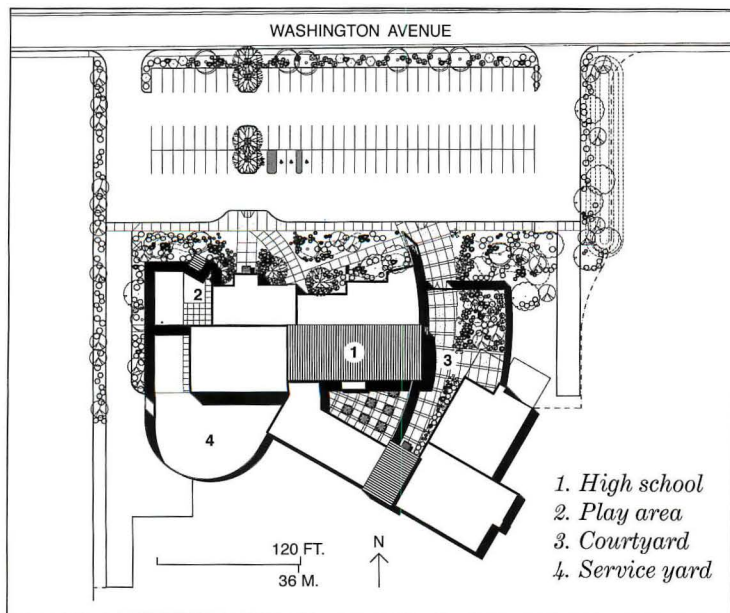 WASHINGTON AVENUE
2
1
3
4
1. High school
2. Play area
3. Courtyard
4. Service yard
120 FT.
36 M.
N